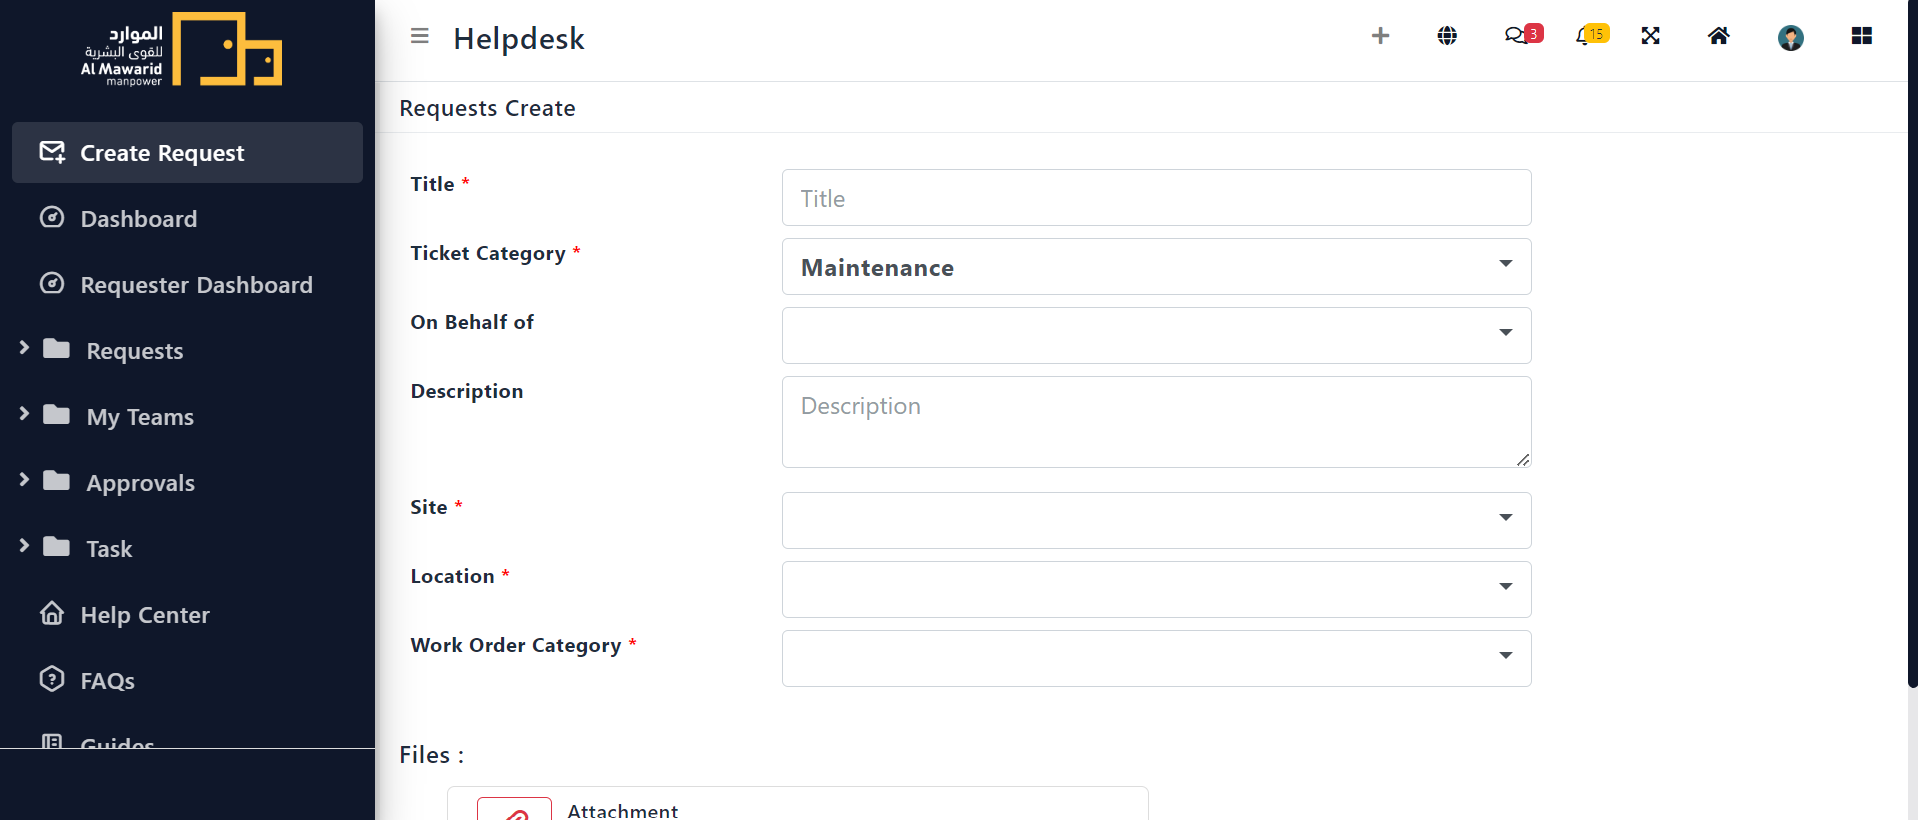 الموارد
للقوى البشرية
Al Mawarid
manpower
Create Request
Dashboard
Requester Dashboard
Requests
My Teams
Approvals
Task
Help Center
FAQs
Guides
Helpdesk
3
15
Requests Create
Title *
Title
Ticket Category *
Maintenance
On Behalf of
Description
Description
Site *
Location *
Work Order Category *
Files :
Attachment